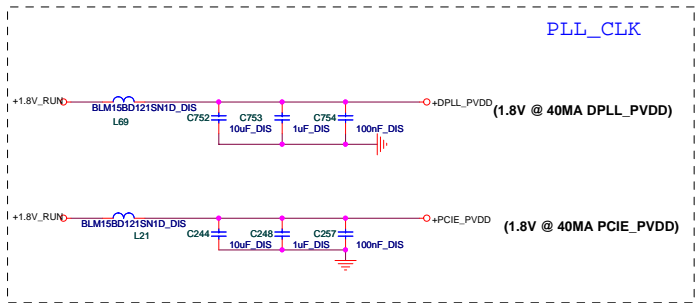 PLL_CLK
+1.8V_RUN
BLM15BD121SN1D_DIS
L69
C752
10uF_DIS
C753
1uF_DIS
C754
100nF_DIS
+DPLL_PVDD
(1.8V @ 40MA DPLL_PVDD)
+1.8V_RUN
BLM15BD121SN1D_DIS
L21
C244
10uF_DIS
C248
1uF_DIS
C257
100nF_DIS
+PCIE_PVDD
(1.8V @ 40MA PCIE_PVDD)